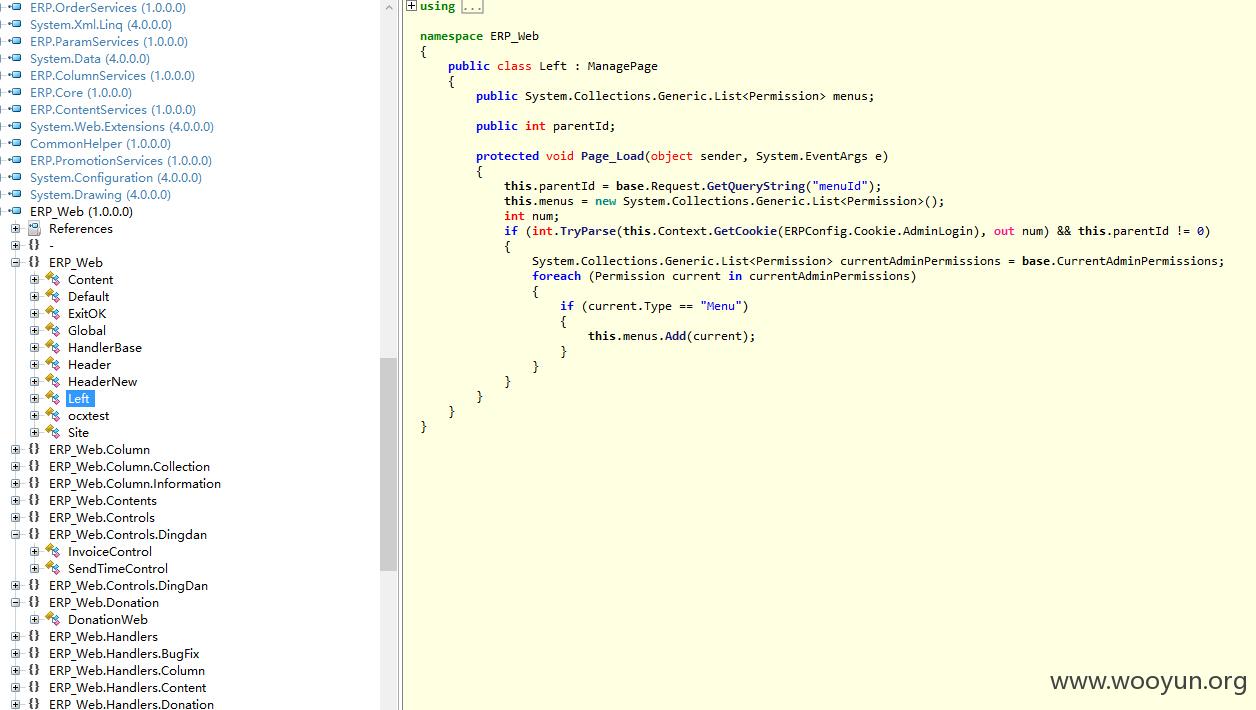 ERP.OrderServices (1.0.0.0)
System.Xml.Linq (4.0.0.0)
ERP.ParamServices (1.0.0.0)
System.Data (4.0.0.0)
ERP.ColumnServices (1.0.0.0)
ERP.Core (1.0.0.0)
ERP.ContentServices (1.0.0.0)
System.Web.Extensions (4.0.0.0)
CommonHelper (1.0.0.0)
ERP.PromotionServices (1.0.0.0)
System.Configuration (4.0.0.0)
System.Drawing (4.0.0.0)
ERP_Web (1.0.0.0)
References
{} -
{} ERP_Web
Content
Default
ExitOK
Global
HandlerBase
Header
HeaderNew
Left
ocxtest
Site
{} ERP_Web.Column
{} ERP_Web.Column.Collection
{} ERP_Web.Column.Information
{} ERP_Web.Contents
{} ERP_Web.Controls
{} ERP_Web.Controls.Dingdan
InvoiceControl
SendTimeControl
{} ERP_Web.Controls.DingDan
{} ERP_Web.Donation
DonationWeb
{} ERP_Web.Handlers
{} ERP_Web.Handlers.BugFix
{} ERP_Web.Handlers.Column
{} ERP_Web.Handlers.Content
{} ERP_Web.Handlers.Donation
using ...
namespace ERP_Web
{
public class Left : ManagePage
{
public System.Collections.Generic.List<Permission> menus;
public int parentId;
protected void Page_Load(object sender, System.EventArgs e)
{
this.parentId = base.Request.GetQueryString("menuId");
this.menus = new System.Collections.Generic.List<Permission>();
int num;
if (int.TryParse(this.Context.GetCookie(ERPConfig.Cookie.AdminLogin), out num) && this.parentId != 0)
{
System.Collections.Generic.List<Permission> currentAdminPermissions = base.CurrentAdminPermissions;
foreach (Permission current in currentAdminPermissions)
{
if (current.Type == "Menu")
{
this.menus.Add(current);
}
}
}
}
}
}
www.wooyun.org